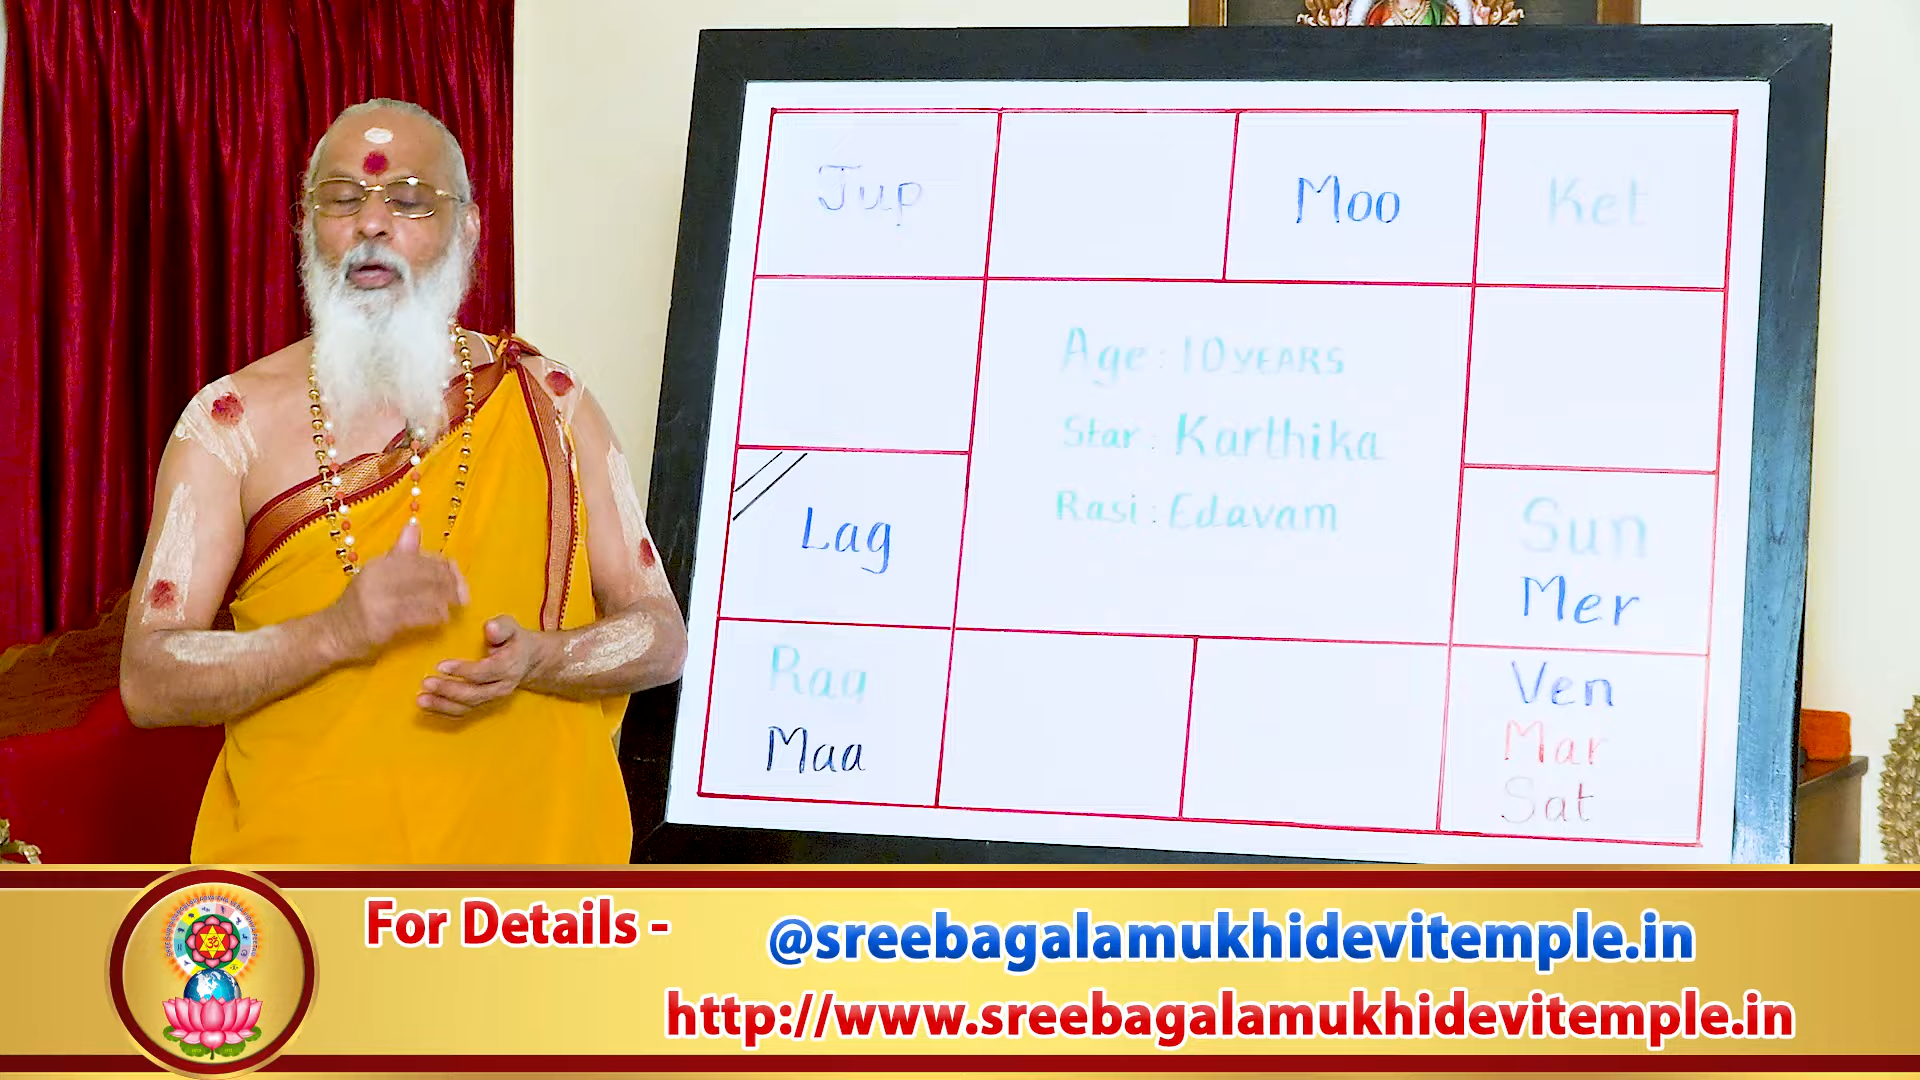 Jup
Moo
Ket
Age : 10 YEARS
Star : Karthika
Rasi : Edavam
Lag
Sun
Mer
Raa
Maa
Ven
Mar
Sat
For Details -
@sreebagalamukhidevitemple.in
http://www.sreebagalamukhidevitemple.in